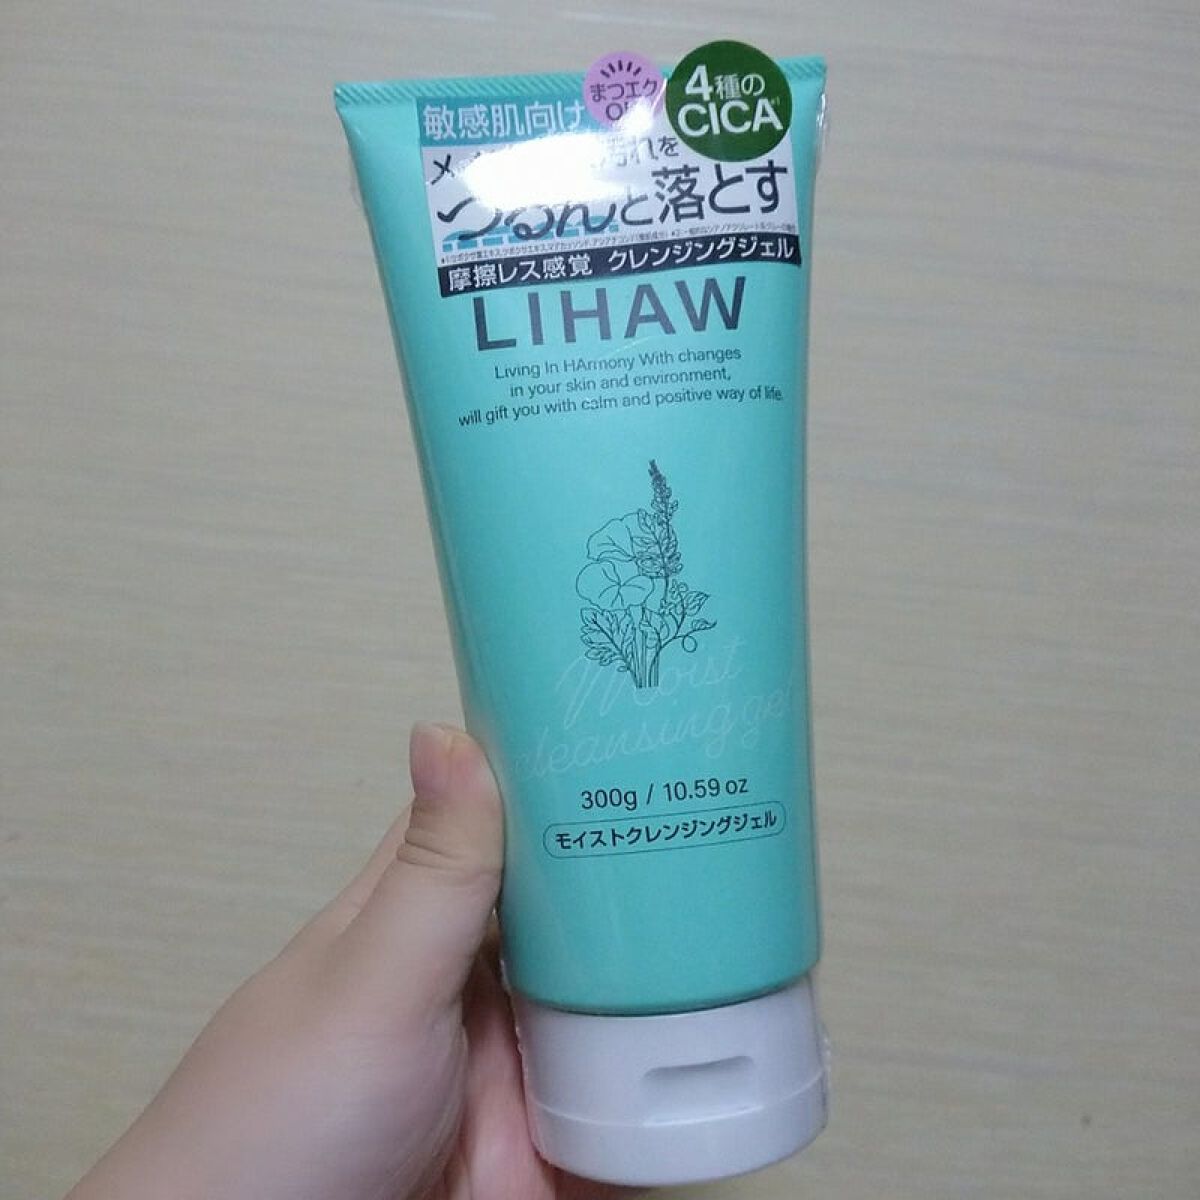 敏感肌向け
まつエク
4種の
CICA
汚れを
つるんと落とす
摩擦レス感覚 クレンジングジェル
LIHAW
Living In HArmony With changes
in your skin and environment,
will gift you with calm and positive way of life.
Moist
cleansing gel
300g / 10.59 oz
モイストクレンジングジェル